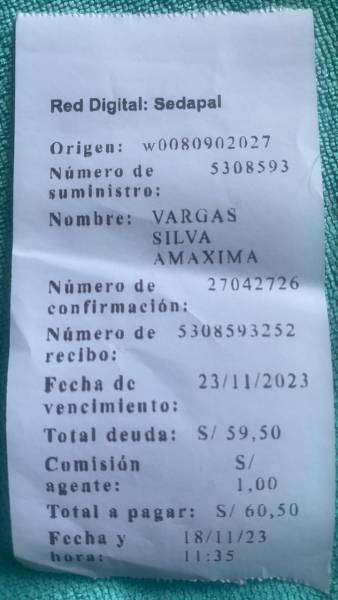 Red Digital: Sedapal
Origen: w0080902027
Número de 5308593
suministro:
Nombre: VARGAS
SILVA
AMAXIMA
Número de 27042726
confirmación:
Número de 5308593252
recibo:
Fecha de 23/11/2023
vencimiento:
Total deuda: S/ 59,50
Comisión S/
agente: 1,00
Total a pagar: S/ 60,50
Fecha y 18/11/23
hora: 11:35